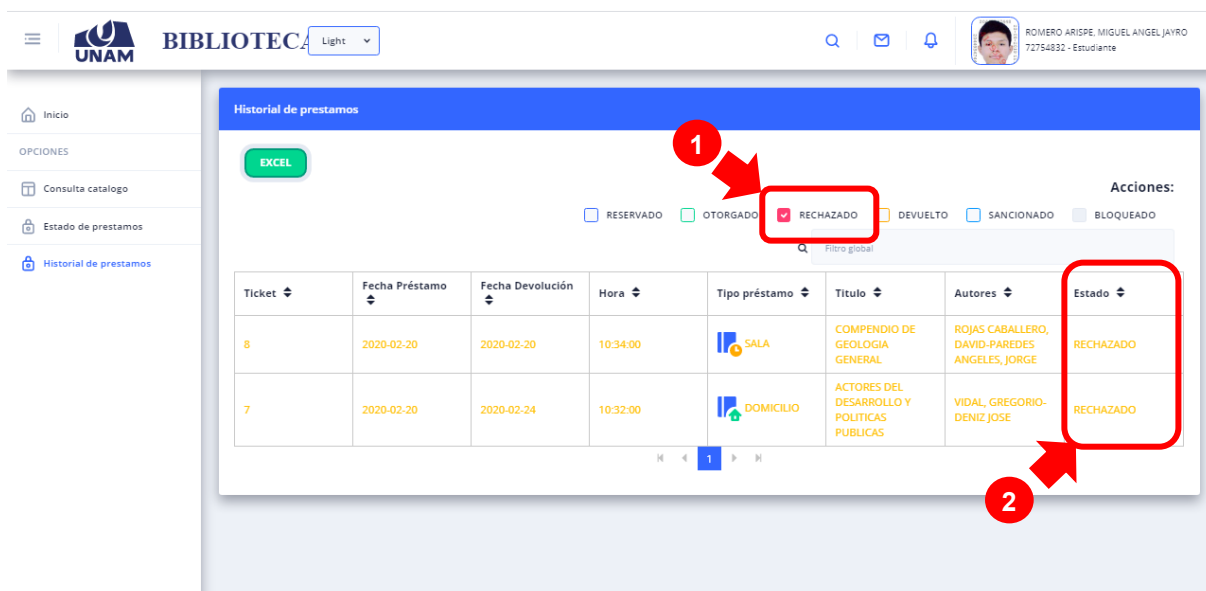 UNAM
BIBLIOTECA
Light
ROMERO ARISPE, MIGUEL ANGEL JAYRO
72754832 - Estudiante
Inicio
OPCIONES
Consulta catalogo
Estado de prestamos
Historial de prestamos
Historial de prestamos
EXCEL
1
Acciones:
RESERVADO
OTORGADO
RECHAZADO
DEVUELTO
SANCIONADO
BLOQUEADO
Filtro global
Ticket
Fecha Préstamo
Fecha Devolución
Hora
Tipo préstamo
Titulo
Autores
Estado
8
2020-02-20
2020-02-20
10:34:00
SALA
COMPENDIO DE
GEOLOGIA
GENERAL
ROJAS CABALLERO,
DAVID-PAREDES
ANGELES, JORGE
RECHAZADO
7
2020-02-20
2020-02-24
10:32:00
DOMICILIO
ACTORES DEL
DESARROLLO Y
POLITICAS
PUBLICAS
VIDAL, GREGORIO-
DENIZ JOSE
RECHAZADO
1
2